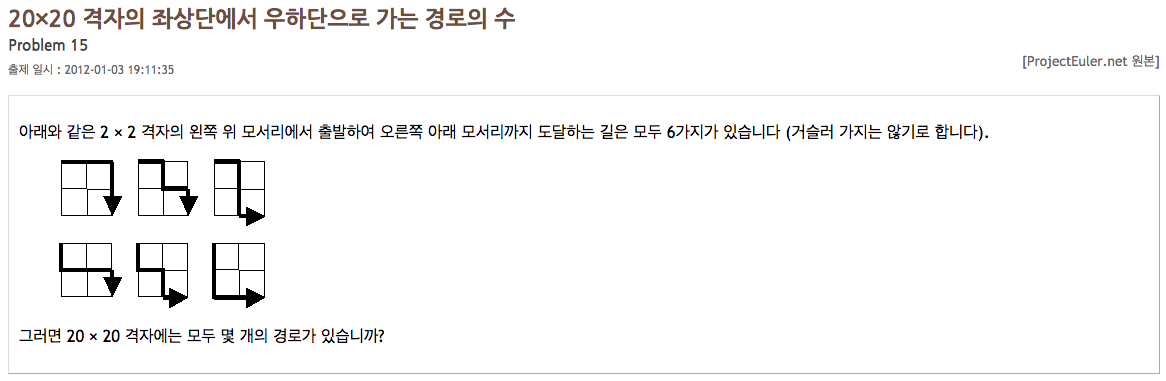 20×20 격자의 좌상단에서 우하단으로 가는 경로의 수
Problem 15
출제 일시 : 2012-01-03 19:11:35
[ProjectEuler.net 원본]
아래와 같은 2 × 2 격자의 왼쪽 위 모서리에서 출발하여 오른쪽 아래 모서리까지 도달하는 길은 모두 6가지가 있습니다 (거슬러 가지는 않기로 합니다).
그러면 20 × 20 격자에는 모두 몇 개의 경로가 있습니까?